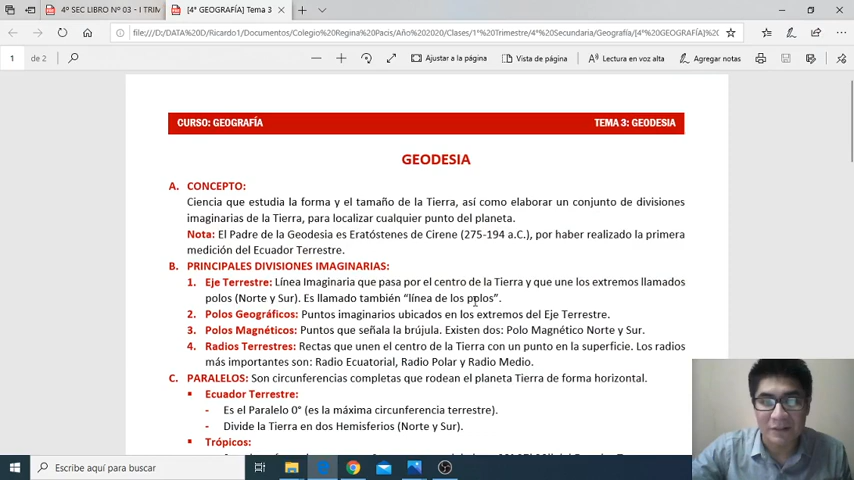 4º SEC LIBRO Nº 03 - I TRIM
[4° GEOGRAFÍA] Tema 3
file:///D:/DATA%20D/Ricardo1/Documentos/Colegio%20Regina%20Pacis/Año%202020/Clases/1°%20Trimestre/4°%20Secundaria/Geografía/[4°%20GEOGRAFÍA]%2
1 de 2
Ajustar a la página
Vista de página
Lectura en voz alta
Agregar notas
CURSO: GEOGRAFÍA TEMA 3: GEODESIA
GEODESIA
A. CONCEPTO:
Ciencia que estudia la forma y el tamaño de la Tierra, así como elaborar un conjunto de divisiones
imaginarias de la Tierra, para localizar cualquier punto del planeta.
Nota: El Padre de la Geodesia es Eratóstenes de Cirene (275-194 a.C.), por haber realizado la primera
medición del Ecuador Terrestre.
B. PRINCIPALES DIVISIONES IMAGINARIAS:
1. Eje Terrestre: Línea Imaginaria que pasa por el centro de la Tierra y que une los extremos llamados
polos (Norte y Sur). Es llamado también “línea de los polos”.
2. Polos Geográficos: Puntos imaginarios ubicados en los extremos del Eje Terrestre.
3. Polos Magnéticos: Puntos que señala la brújula. Existen dos: Polo Magnético Norte y Sur.
4. Radios Terrestres: Rectas que unen el centro de la Tierra con un punto en la superficie. Los radios
más importantes son: Radio Ecuatorial, Radio Polar y Radio Medio.
C. PARALELOS: Son circunferencias completas que rodean el planeta Tierra de forma horizontal.
▪ Ecuador Terrestre:
- Es el Paralelo 0° (es la máxima circunferencia terrestre).
- Divide la Tierra en dos Hemisferios (Norte y Sur).
▪ Trópicos:
Escribe aquí para buscar